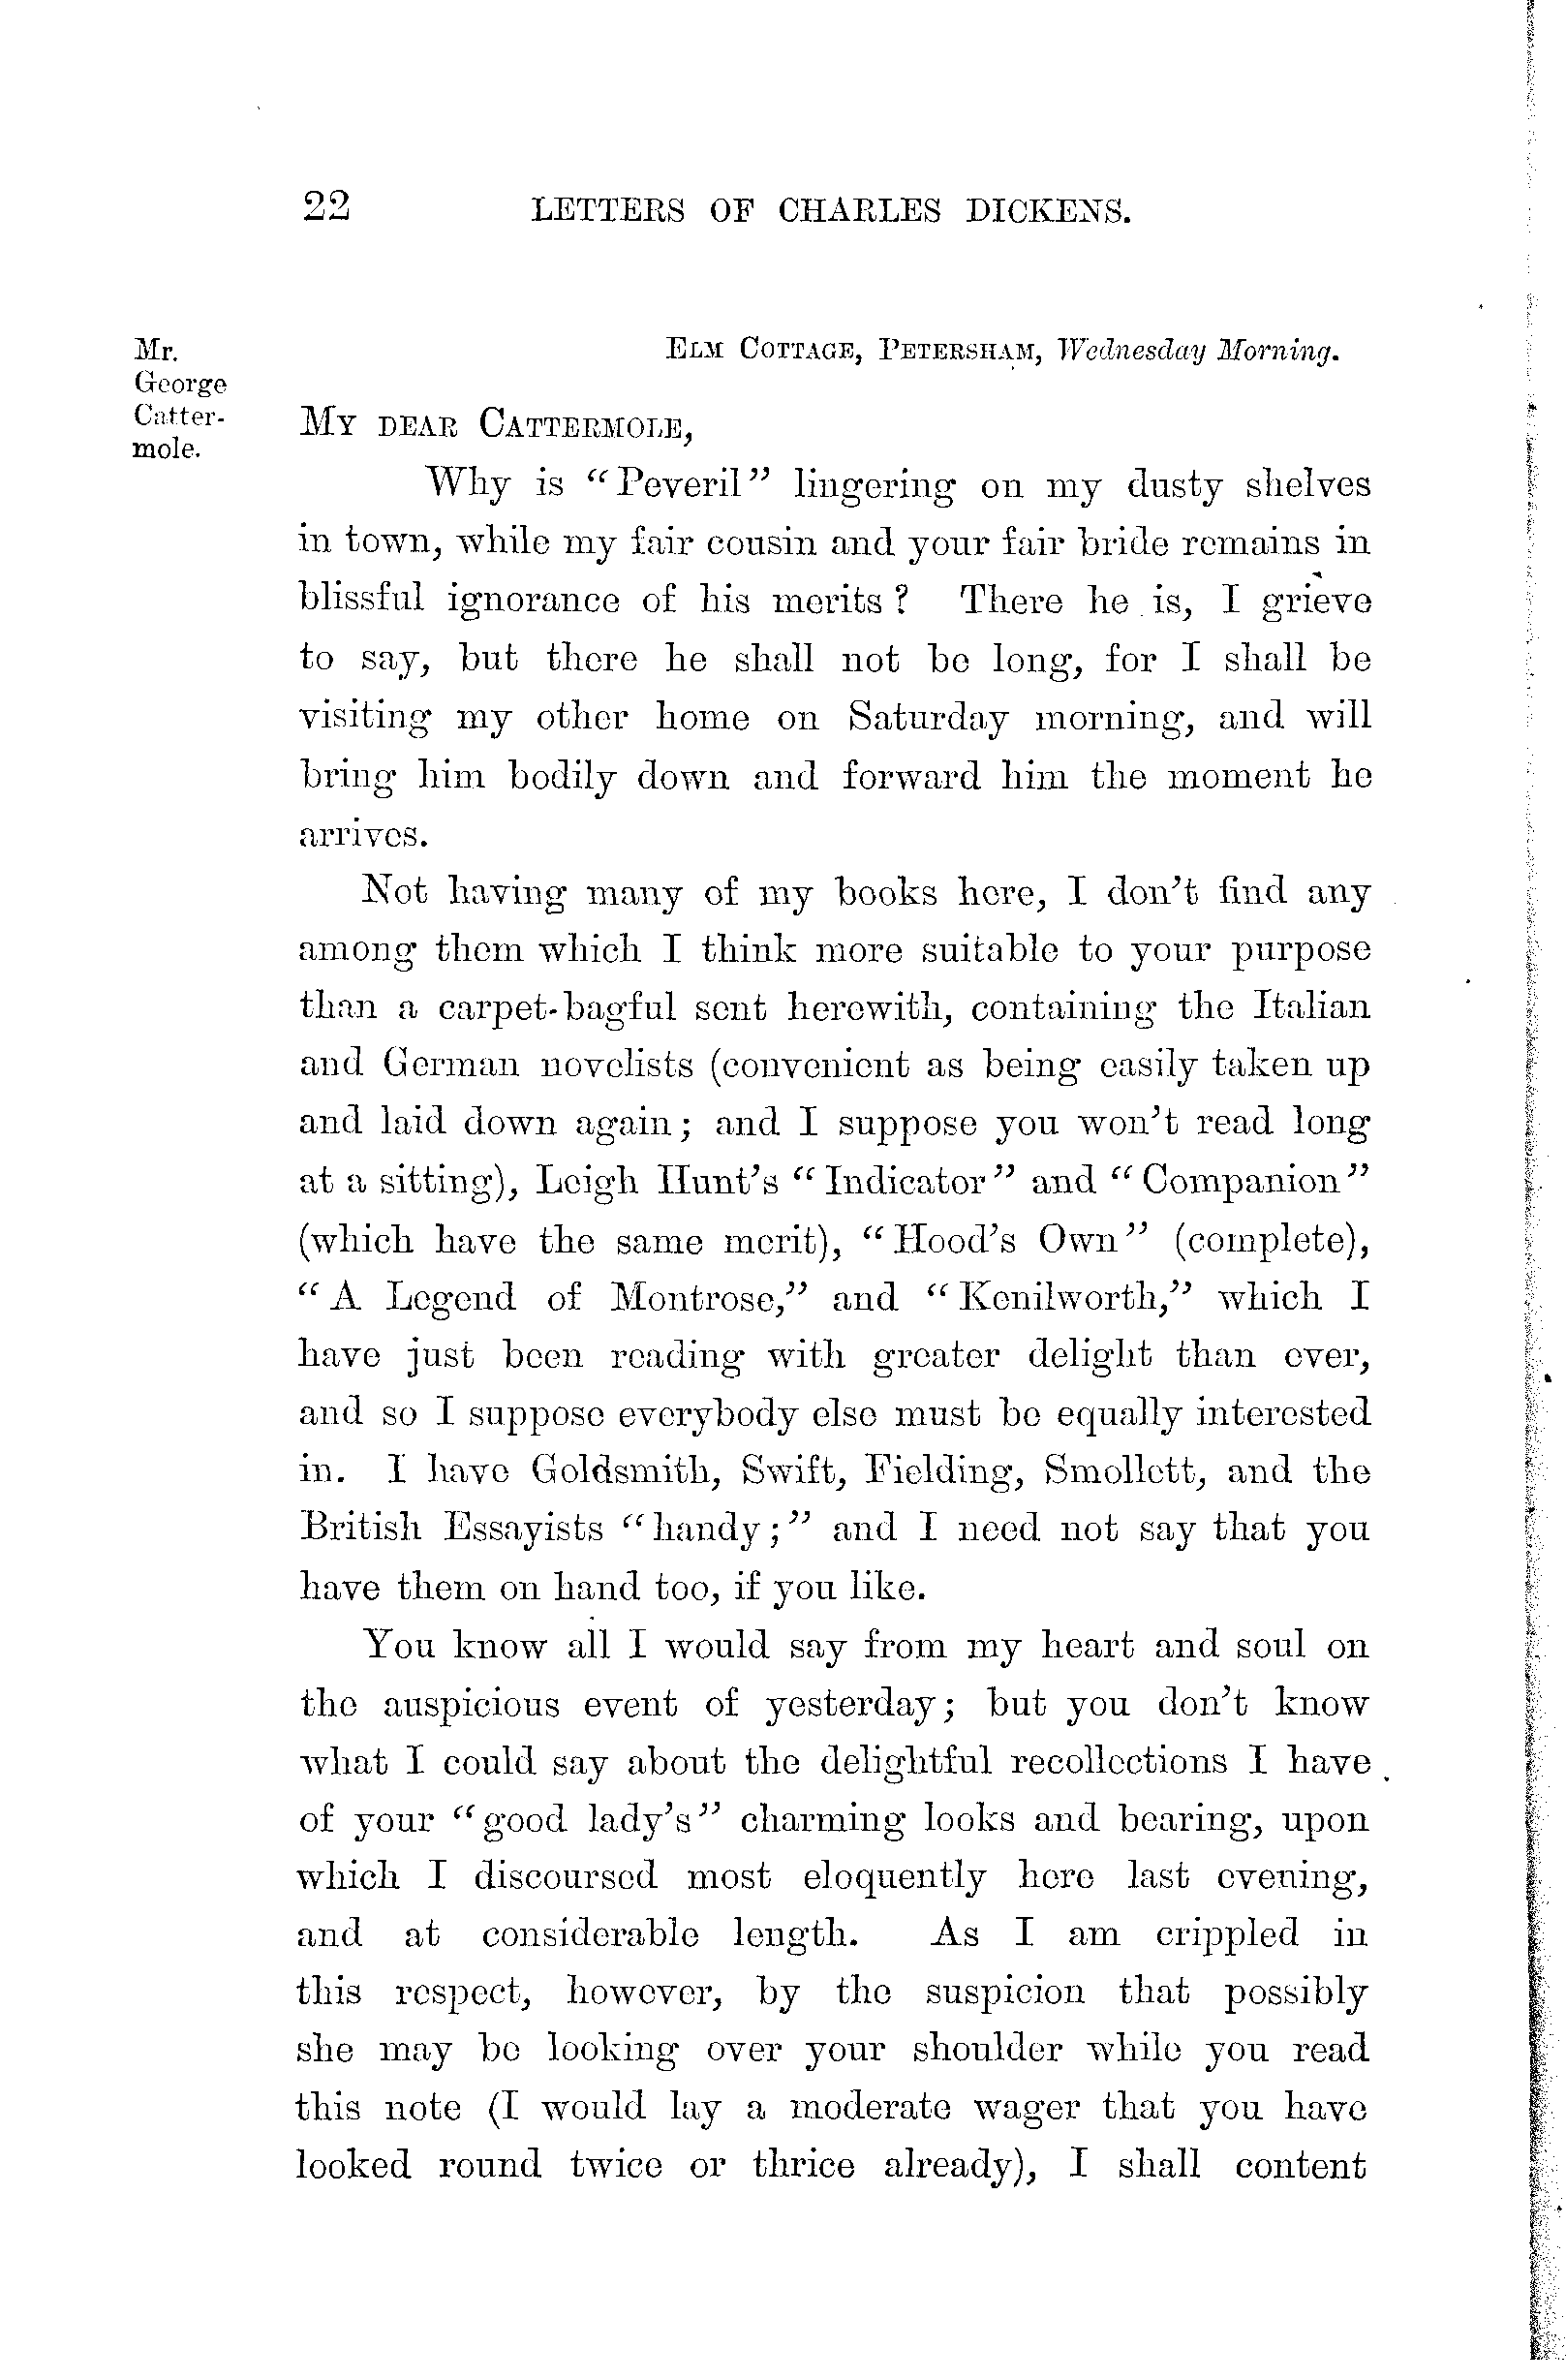 22 LETTERS OF CHARLES DICKENS.
Mr.
George
Catter-
mole.
ELM COTTAGE, PETERSHAM, Wednesday Morning.
MY DEAR CATTERMOLE,
Why is “Peveril” lingering on my dusty shelves
in town, while my fair cousin and your fair bride remains in
blissful ignorance of his merits? There he is, I grieve
to say, but there he shall not be long, for I shall be
visiting my other home on Saturday morning, and will
bring him bodily down and forward him the moment he
arrives.
Not having many of my books here, I don’t find any
among them which I think more suitable to your purpose
than a carpet-bagful sent herewith, containing the Italian
and German novelists (convenient as being easily taken up
and laid down again; and I suppose you won’t read long
at a sitting), Leigh Hunt’s “Indicator” and “Companion”
(which have the same merit), “Hood’s Own” (complete),
“A Legend of Montrose,” and “Kenilworth,” which I
have just been reading with greater delight than ever,
and so I suppose everybody else must be equally interested
in. I have Goldsmith, Swift, Fielding, Smollett, and the
British Essayists “handy;” and I need not say that you
have them on hand too, if you like.
You know all I would say from my heart and soul on
the auspicious event of yesterday; but you don’t know
what I could say about the delightful recollections I have
of your “good lady’s” charming looks and bearing, upon
which I discoursed most eloquently here last evening,
and at considerable length. As I am crippled in
this respect, however, by the suspicion that possibly
she may be looking over your shoulder while you read
this note (I would lay a moderate wager that you have
looked round twice or thrice already), I shall content